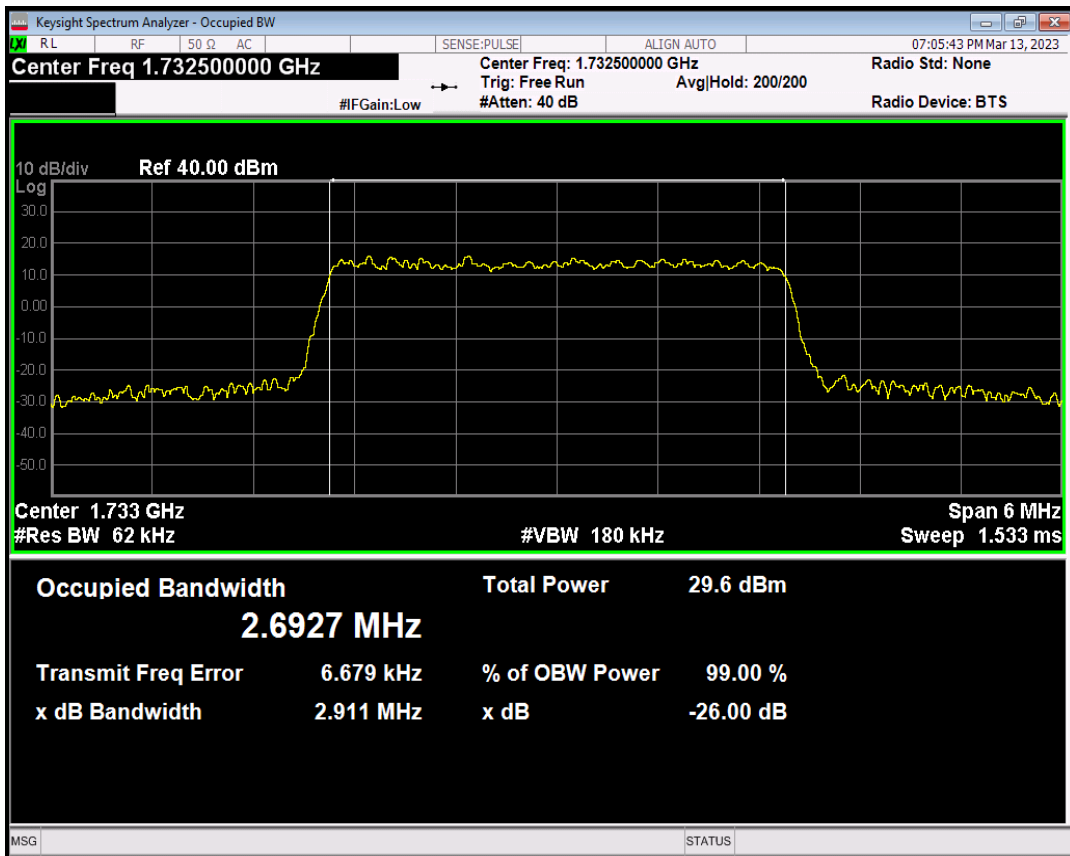 Keysight Spectrum Analyzer - Occupied BW
LXI RL RF 50 Ω AC SENSE:PULSE ALIGN AUTO 07:05:43 PM Mar 13, 2023
Center Freq 1.732500000 GHz
Center Freq: 1.732500000 GHz Radio Std: None
Trig: Free Run Avg|Hold: 200/200
#IFGain:Low #Atten: 40 dB Radio Device: BTS
10 dB/div Ref 40.00 dBm
Log
30.0
20.0
10.0
0.00
-10.0
-20.0
-30.0
-40.0
-50.0
Center 1.733 GHz Span 6 MHz
#Res BW 62 kHz #VBW 180 kHz Sweep 1.533 ms
Occupied Bandwidth Total Power 29.6 dBm
2.6927 MHz
Transmit Freq Error 6.679 kHz % of OBW Power 99.00 %
x dB Bandwidth 2.911 MHz x dB -26.00 dB
MSG STATUS